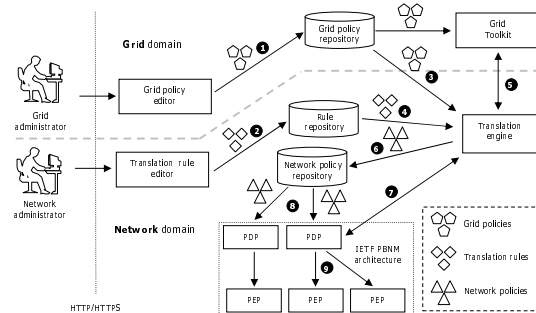 Grid domain
1
Grid policy
repository
Grid
Toolkit
Grid
administrator
Grid policy
editor
3
5
2
Rule
repository
4
Translation
engine
Translation rule
editor
Network policy
repository
6
Network
administrator
7
8
Network domain
PDP
PDP
IETF PBNM
architecture
9
PEP
PEP
PEP
HTTP/HTTPS
Grid policies
Translation rules
Network policies